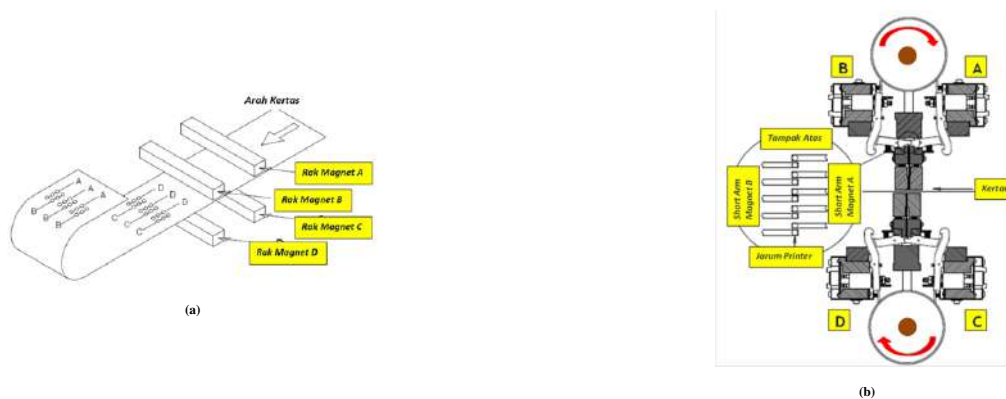 Arah Kertas
Rak Magnet A
Rak Magnet B
Rak Magnet C
Rak Magnet D
A
A
A
B
B
B
D
D
D
C
C
C
(a)
B
A
Tampak Atas
Short Arm
Magnet B
Short Arm
Magnet A
Kertas
Jarum Printer
D
C
(b)